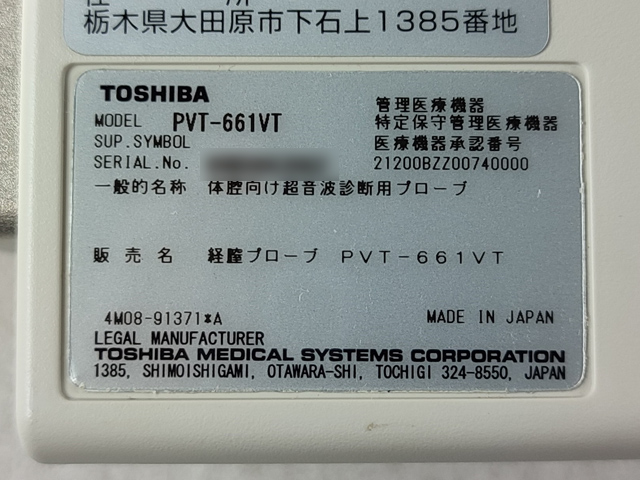 住 所
栃木県大田原市下石上1385番地
TOSHIBA
MODEL PVT-661VT
SUP.SYMBOL
SERIAL.No.
管理医療機器
特定保守管理医療機器
医療機器承認番号
21200BZZ00740000
一般的名称 体腔向け超音波診断用プローブ
販売名 経膣プローブ PVT-661VT
4M08-91371*A
MADE IN JAPAN
LEGAL MANUFACTURER
TOSHIBA MEDICAL SYSTEMS CORPORATION
1385, SHIMOISHIGAMI, OTAWARA-SHI, TOCHIGI 324-8550, JAPAN